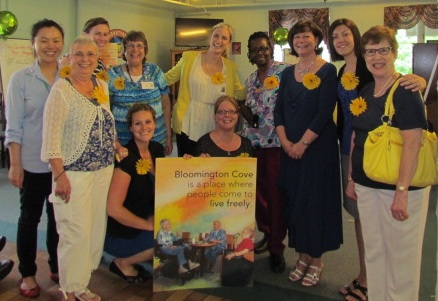 Bloomington Cove
is a place where
people come to
live freely.